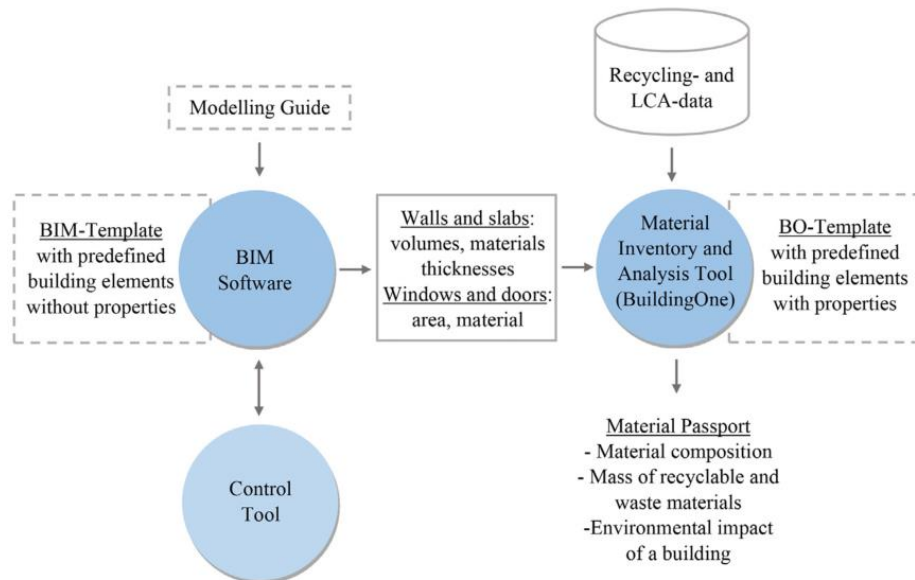 Modelling Guide
Recycling- and
LCA-data
BIM-Template
with predefined
building elements
without properties
BIM
Software
Walls and slabs:
volumes, materials
thicknesses
Windows and doors:
area, material
Material
Inventory and
Analysis Tool
(BuildingOne)
BO-Template
with predefined
building elements
with properties
Control
Tool
Material Passport
- Material composition
- Mass of recyclable and
waste materials
-Environmental impact
of a building